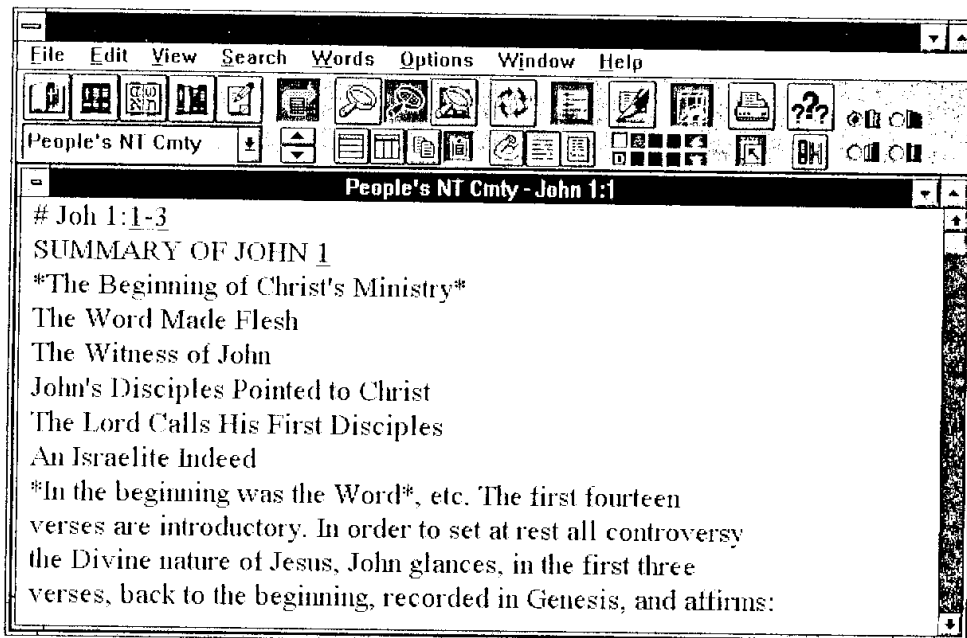 File Edit View Search Words Options Window Help
???
People's NT Cmty
BH
People's NT Cmty - John 1:1
# Joh 1:1-3
SUMMARY OF JOHN 1
*The Beginning of Christ's Ministry*
The Word Made Flesh
The Witness of John
John's Disciples Pointed to Christ
The Lord Calls His First Disciples
An Israelite Indeed
*In the beginning was the Word*, etc. The first fourteen
verses are introductory. In order to set at rest all controversy
the Divine nature of Jesus, John glances, in the first three
verses, back to the beginning, recorded in Genesis, and affirms: